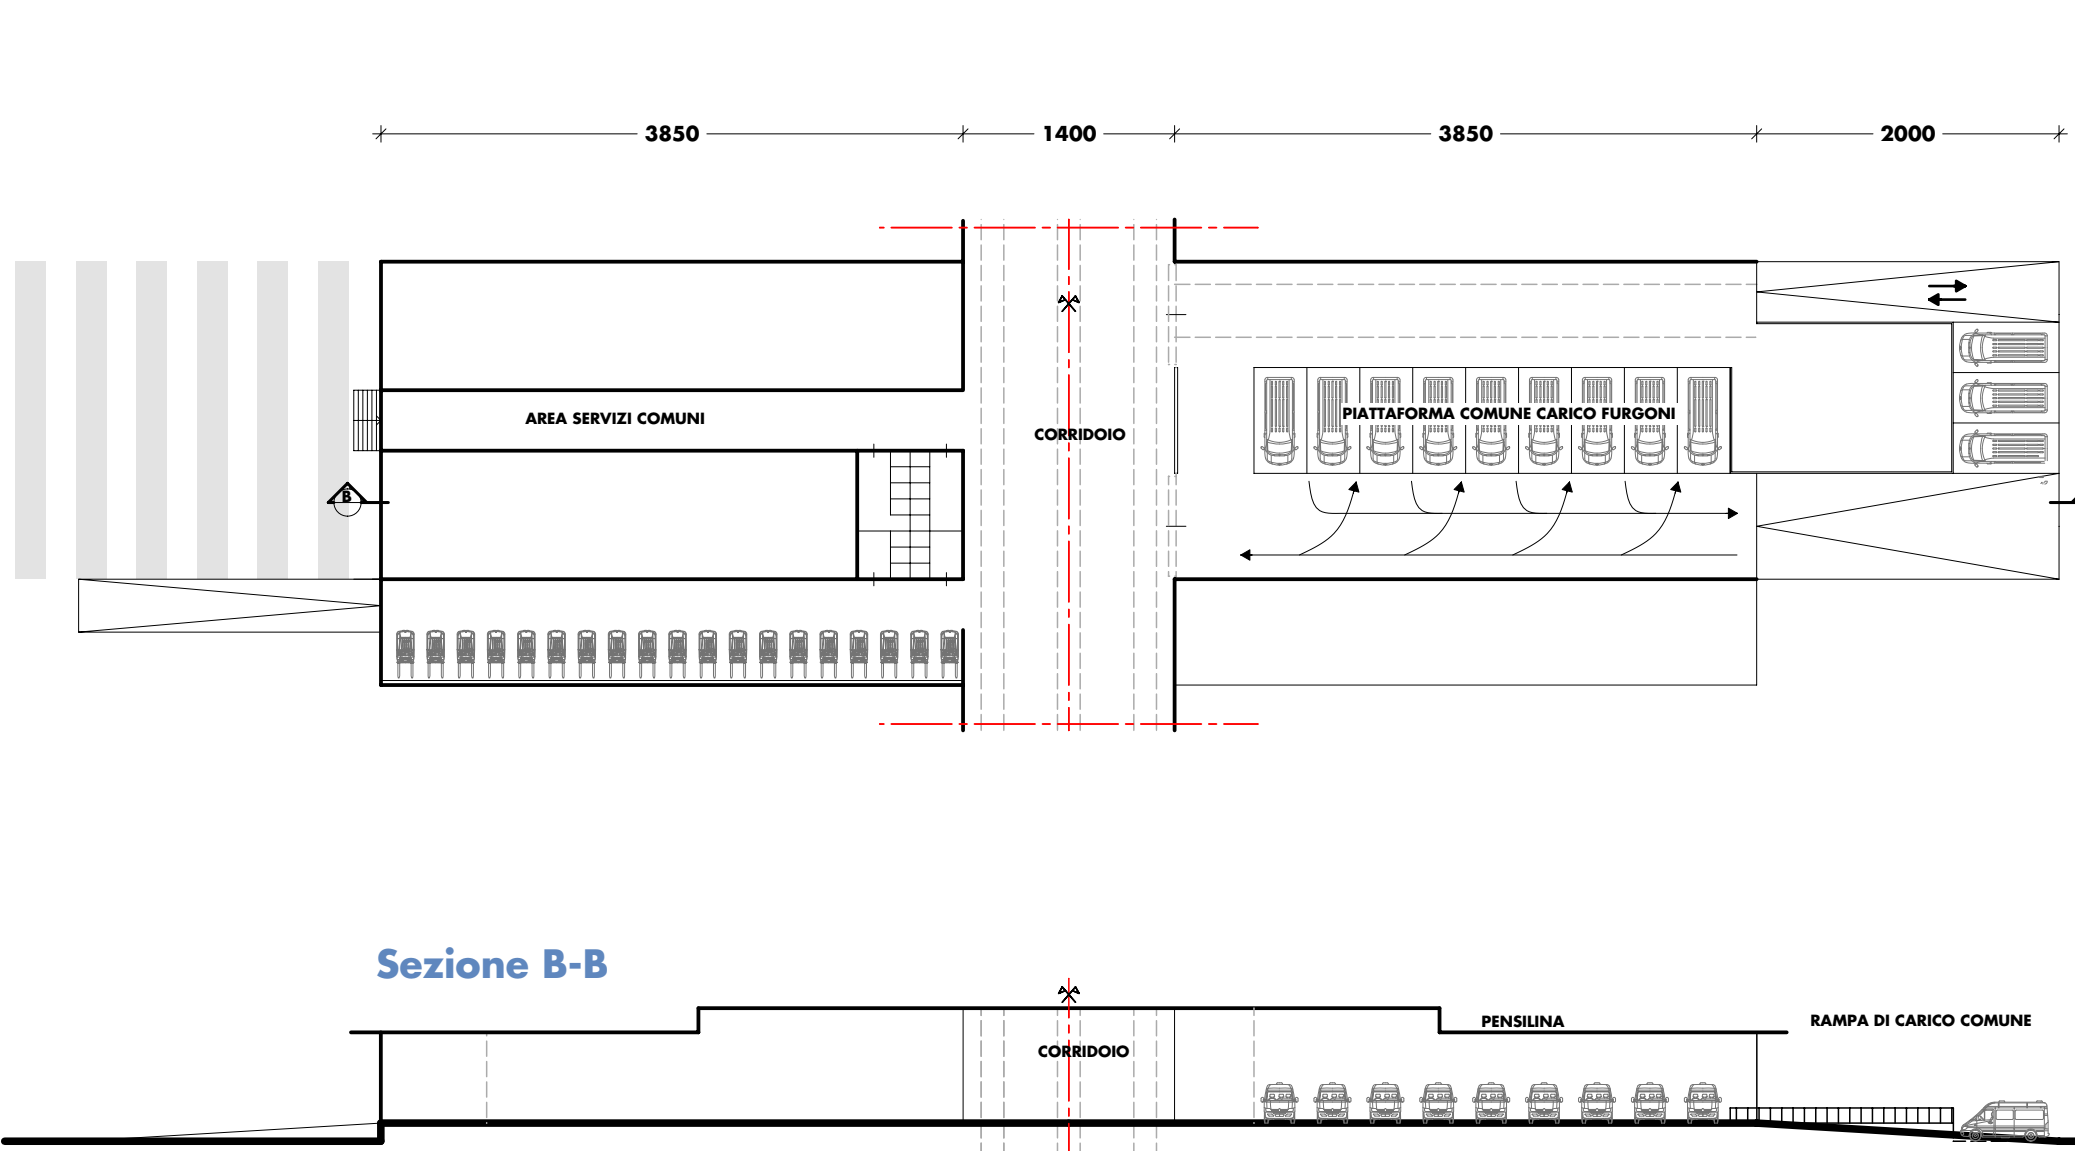 3850 1400 3850 2000
AREA SERVIZI COMUNI
CORRIDOIO
PIATTAFORMA COMUNE CARICO FURGONI
B
Sezione B-B
PENSILINA
RAMPA DI CARICO COMUNE
CORRIDOIO